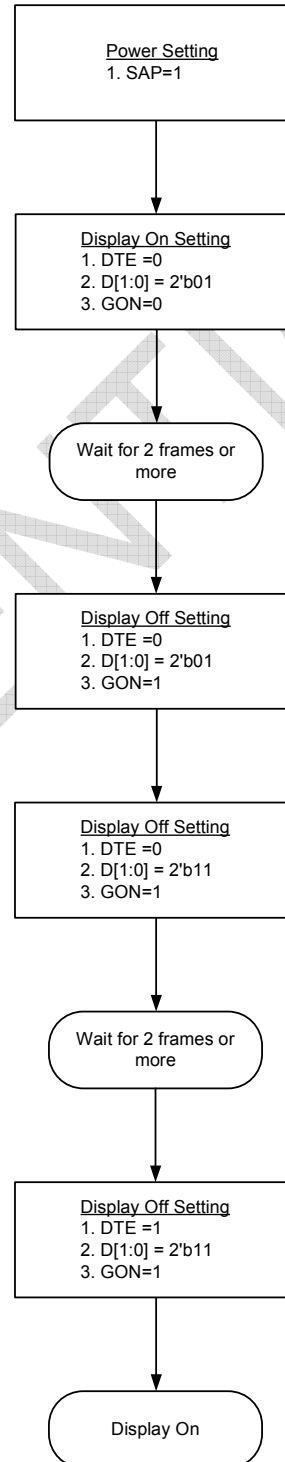 Power Setting
1. SAP=1
Display On Setting
1. DTE =0
2. D[1:0] = 2'b01
3. GON=0
Wait for 2 frames or
more
Display Off Setting
1. DTE =0
2. D[1:0] = 2'b01
3. GON=1
Display Off Setting
1. DTE =0
2. D[1:0] = 2'b11
3. GON=1
Wait for 2 frames or
more
Display Off Setting
1. DTE =1
2. D[1:0] = 2'b11
3. GON=1
Display On